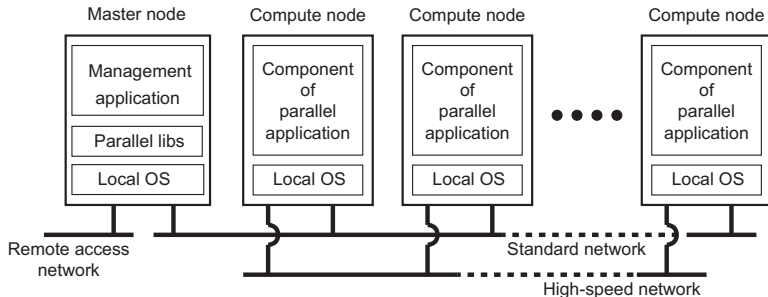 Master node
Compute node
Compute node
Compute node
Management
application
Parallel libs
Local OS
Component
of
parallel
application
Local OS
Component
of
parallel
application
Local OS
Component
of
parallel
application
Local OS
Remote access
network
Standard network
High-speed network